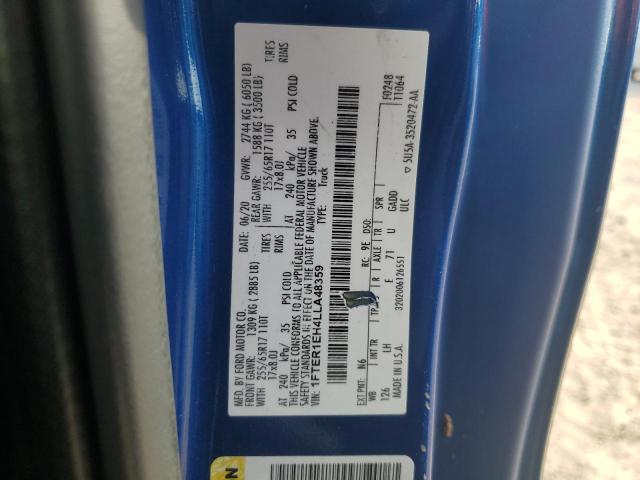 MFD. BY FORD MOTOR CO.
06/20
GVWR: 2744 KG ( 6050 LB)
FRONT GAWR: 1309 KG ( 2885 LB)
REAR GAWR: 1588 KG ( 3500 LB)
WITH 255/65R17 110T TIRES
WITH 255/65R17 110T TIRES
17x8.0J RIMS
17x8.0J RIMS
AT 240 kPa/ 35 PSI COLD
AT 240 kPa/ 35 PSI COLD
THIS VEHICLE CONFORMS TO ALL APPLICABLE FEDERAL MOTOR VEHICLE
SAFETY STANDARDS IN EFFECT ON THE DATE OF MANUFACTURE SHOWN ABOVE.
VIN: 1FTER1EH4LLA48359
TYPE: Truck
EXT PNT: N6
RC: 9E DSO:
F0248
WB INT TR R AXLE TR SPR
11064
126 LH E 71 U GADD
MADE IN U.S.A.
3202006126551
ULC
5U5A-3520472-AA
N